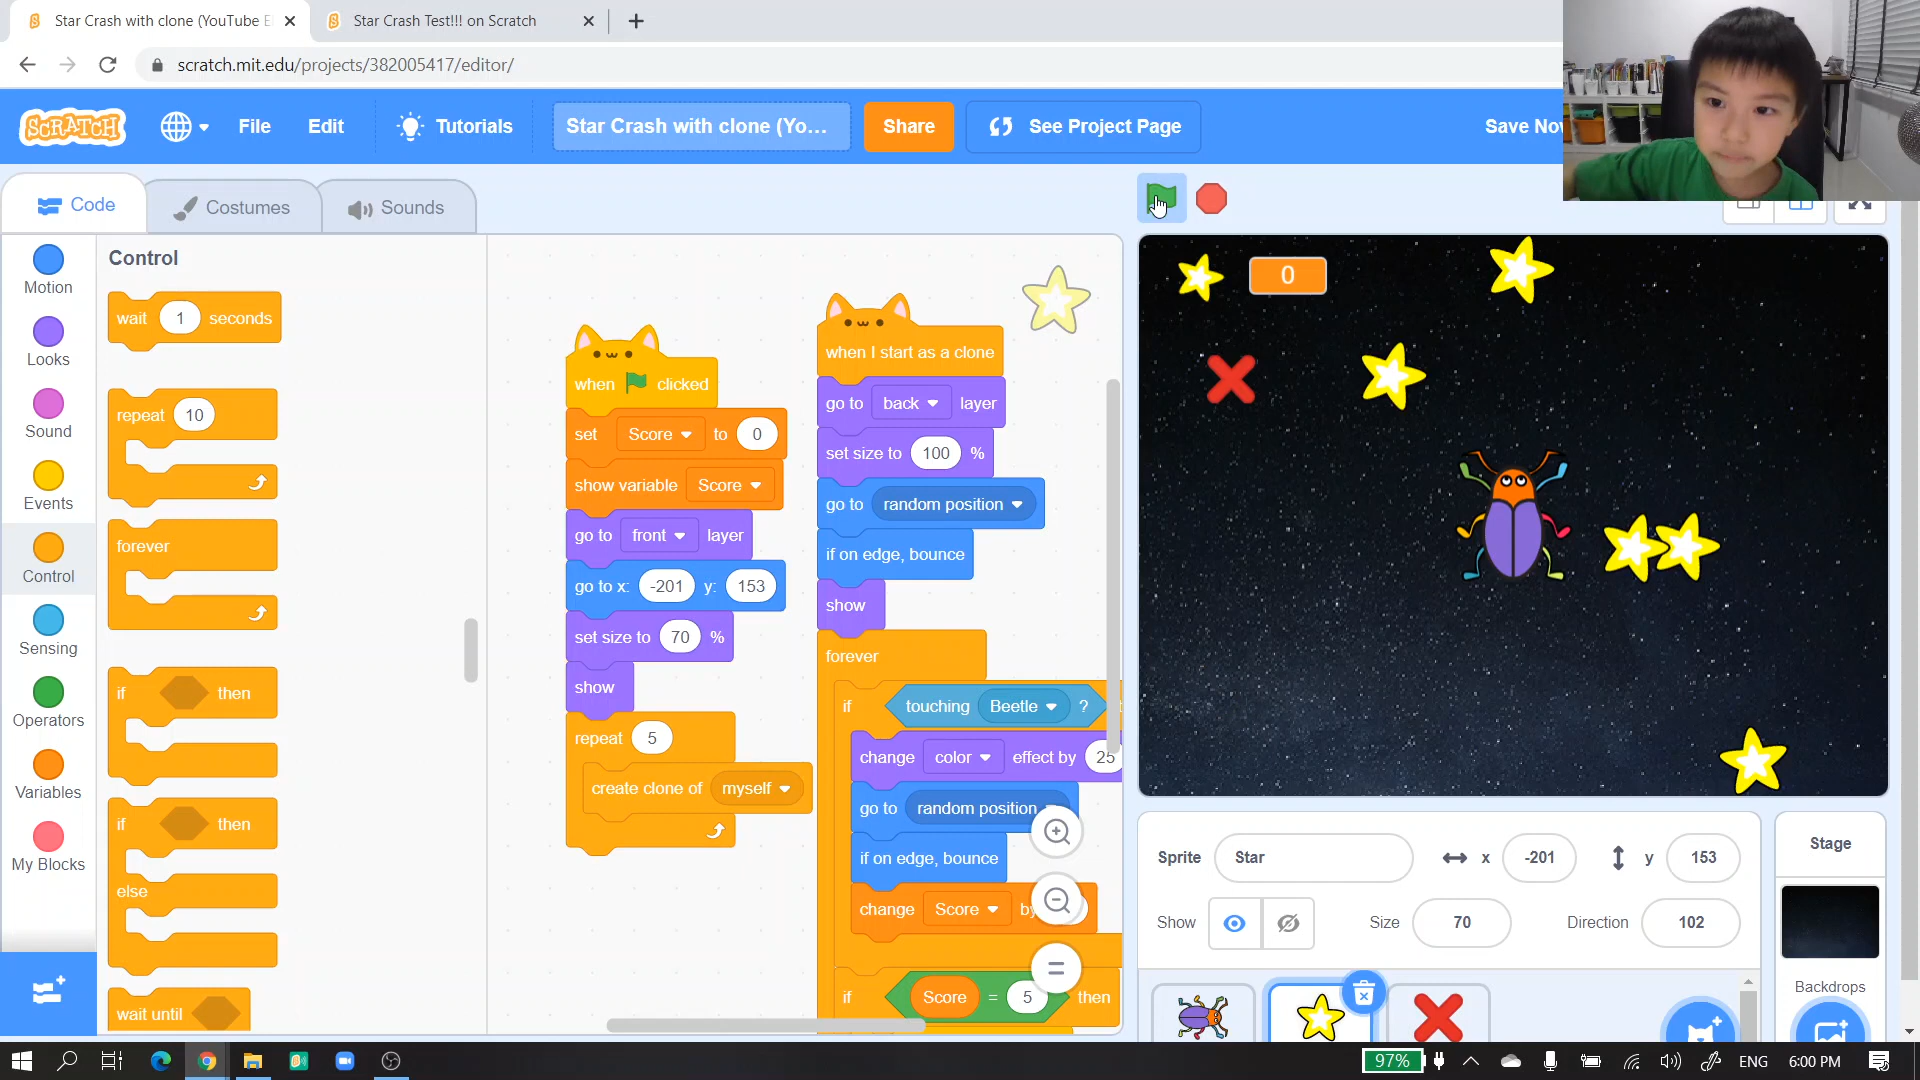 Star Crash with clone (YouTube E
Star Crash Test!!! on Scratch
scratch.mit.edu/projects/382005417/editor/
SCRATCH
File
Edit
Tutorials
Star Crash with clone (Yo...
Share
See Project Page
Save Now
Code
Costumes
Sounds
Motion
Looks
Sound
Events
Control
Sensing
Operators
Variables
My Blocks
Control
wait 1 seconds
repeat 10
forever
if then
if then
else
wait until
when clicked
set Score to 0
show variable Score
go to front layer
go to x: -201 y: 153
set size to 70 %
show
repeat 5
create clone of myself
when I start as a clone
go to back layer
set size to 100 %
go to random position
if on edge, bounce
show
forever
if touching Beetle ?
change color effect by 25
go to random position
if on edge, bounce
change Score by
if Score = 5 then
0
Sprite Star x -201 y 153
Show Size 70 Direction 102
Stage
Backdrops
97% ENG 6:00 PM